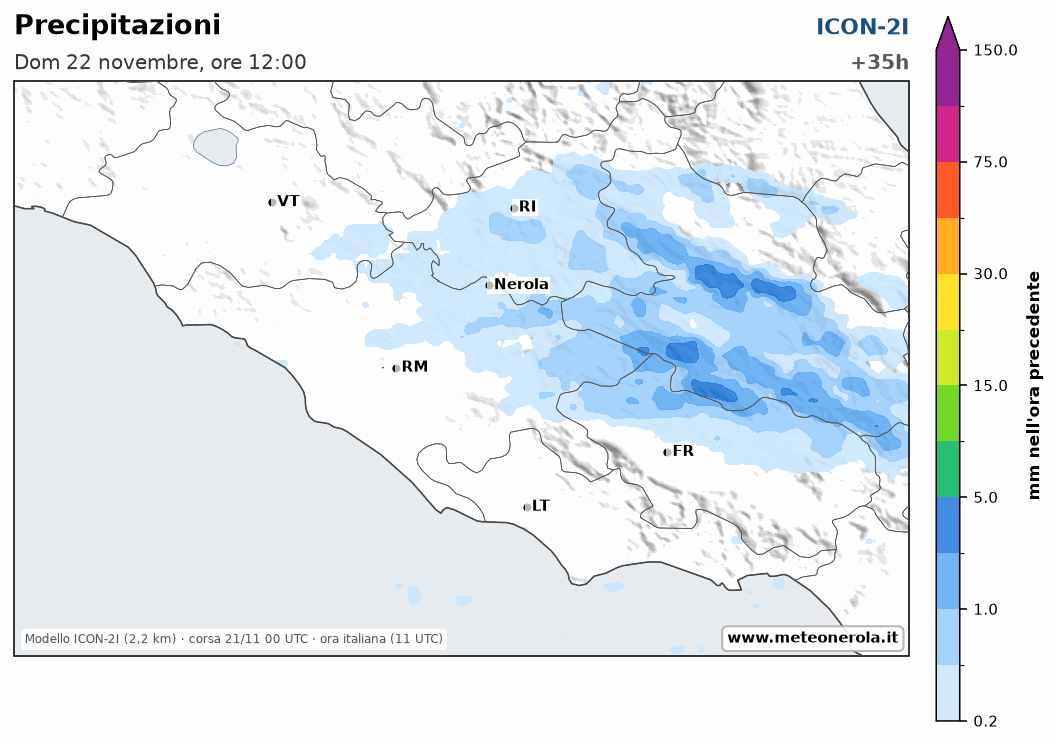 Precipitazioni
ICON-2I
Dom 22 novembre, ore 12:00
+35h
150.0
75.0
30.0
15.0
5.0
1.0
0.2
mm nell'ora precedente
VT
RI
Nerola
RM
FR
LT
Modello ICON-2I (2,2 km) · corsa 21/11 00 UTC · ora italiana (11 UTC)
www.meteonerola.it